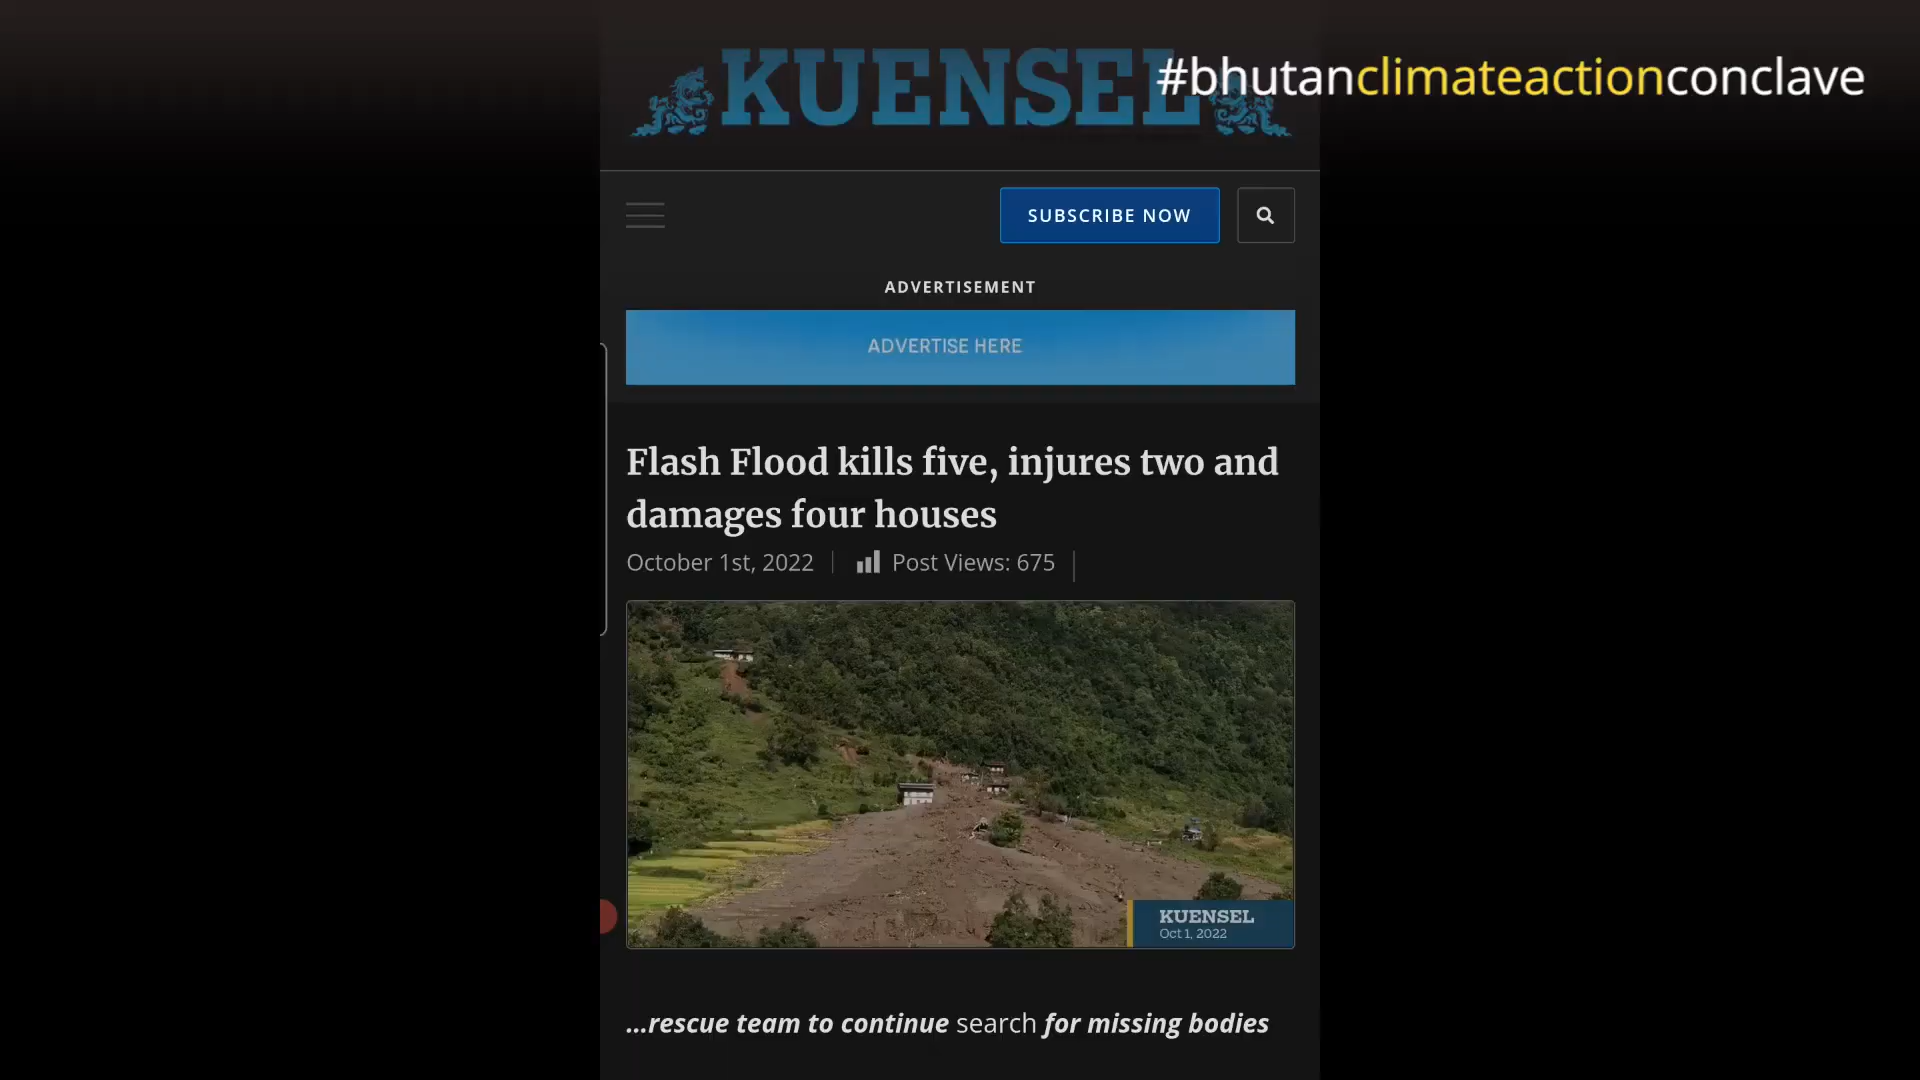 KUENSEL
#bhutanclimateactionconclave
SUBSCRIBE NOW
ADVERTISEMENT
ADVERTISE HERE
Flash Flood kills five, injures two and
damages four houses
October 1st, 2022
Post Views: 675
KUENSEL
Oct 1, 2022
...rescue team to continue search for missing bodies